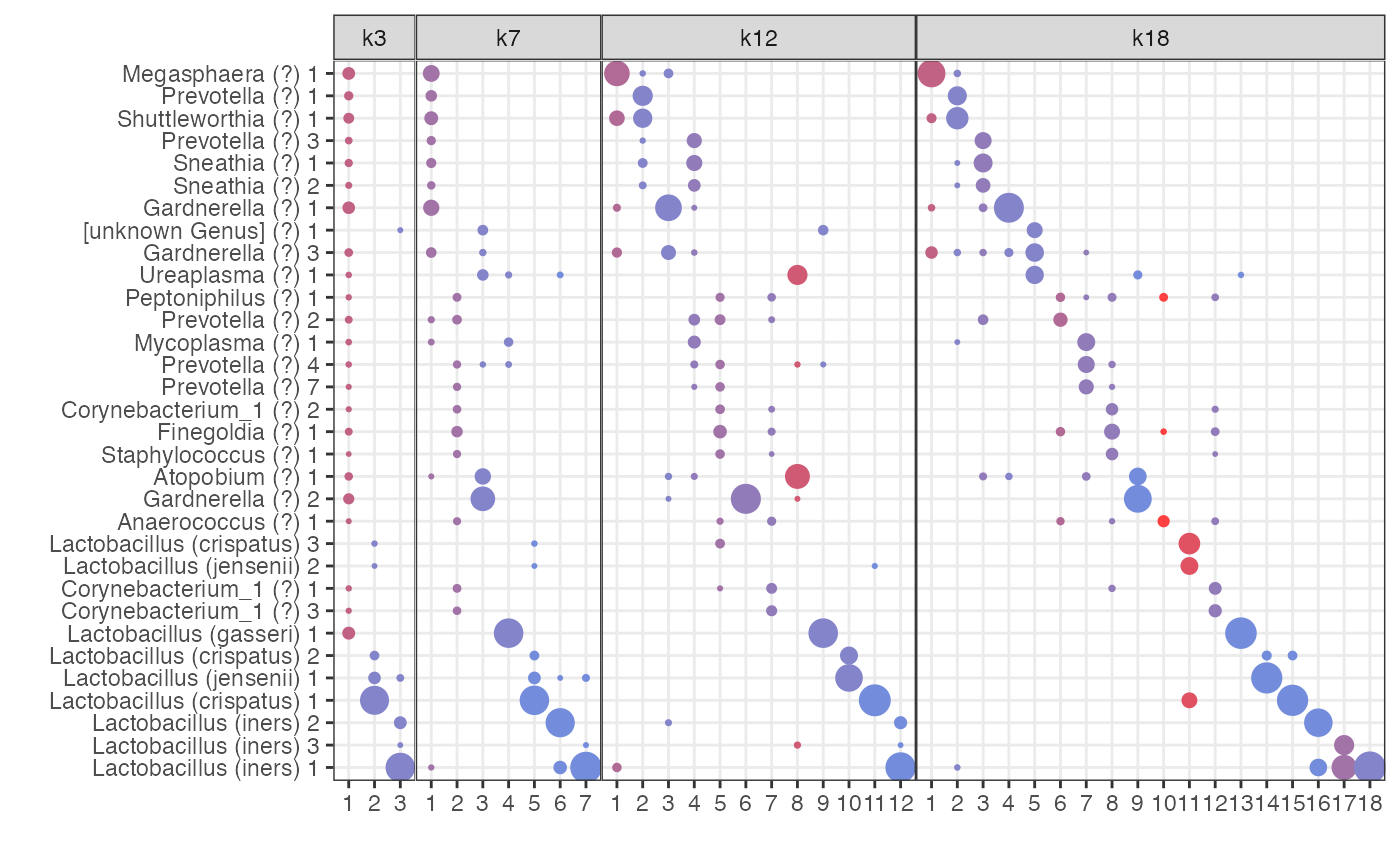 k3 k7 k12 k18
Megasphaera (?) 1
Prevotella (?) 1
Shuttleworthia (?) 1
Prevotella (?) 3
Sneathia (?) 1
Sneathia (?) 2
Gardnerella (?) 1
[unknown Genus] (?) 1
Gardnerella (?) 3
Ureaplasma (?) 1
Peptoniphilus (?) 1
Prevotella (?) 2
Mycoplasma (?) 1
Prevotella (?) 4
Prevotella (?) 7
Corynebacterium_1 (?) 2
Finegoldia (?) 1
Staphylococcus (?) 1
Atopobium (?) 1
Gardnerella (?) 2
Anaerococcus (?) 1
Lactobacillus (crispatus) 3
Lactobacillus (jensenii) 2
Corynebacterium_1 (?) 1
Corynebacterium_1 (?) 3
Lactobacillus (gasseri) 1
Lactobacillus (crispatus) 2
Lactobacillus (jensenii) 1
Lactobacillus (crispatus) 1
Lactobacillus (iners) 2
Lactobacillus (iners) 3
Lactobacillus (iners) 1
1 2 3 1 2 3 4 5 6 7 1 2 3 4 5 6 7 8 9 10 11 12 1 2 3 4 5 6 7 8 9 10 11 12 13 14 15 16 17 18